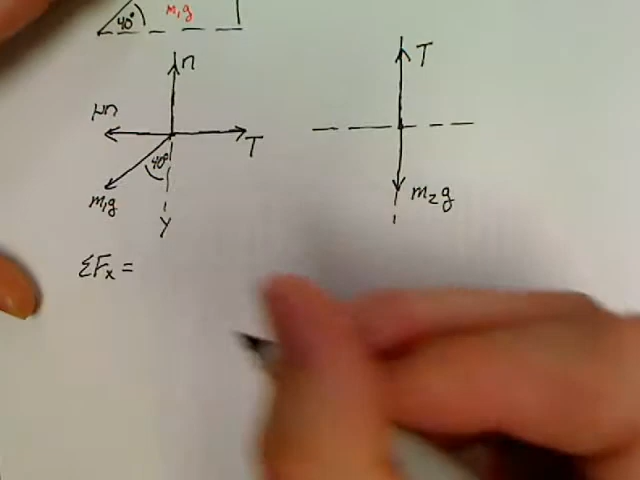 40° m₁g
n T
μn
40° T
m₁g m₂g
y
ΣFₓ =